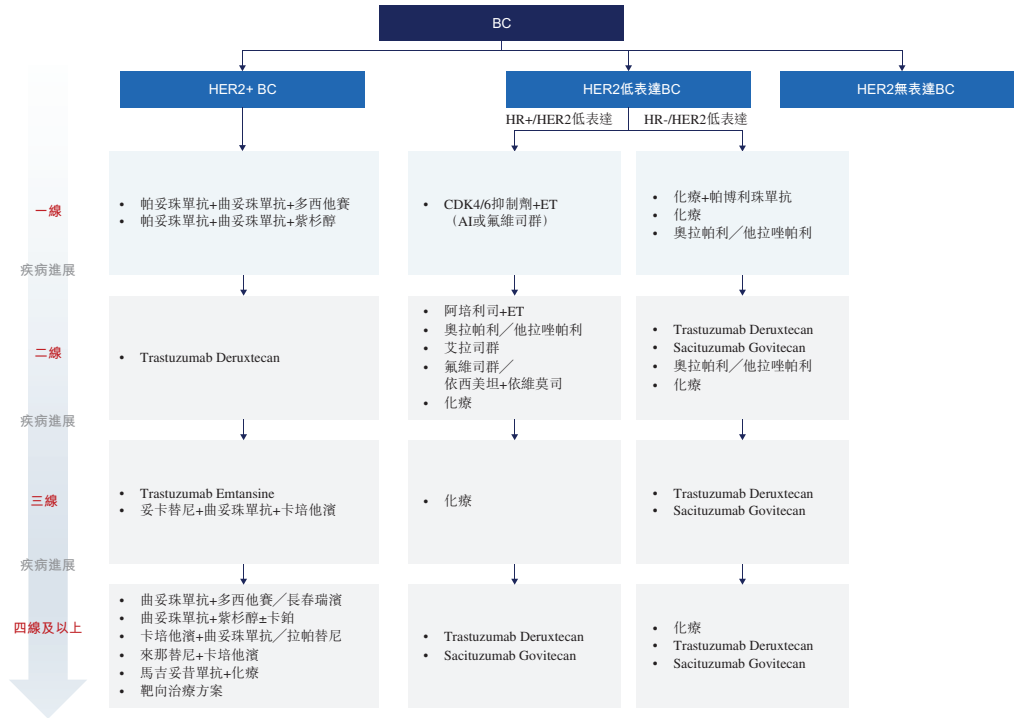 BC
HER2+ BC
HER2低表達BC
HER2無表達BC
HR+/HER2低表達
HR-/HER2低表達
一線
• 帕妥珠單抗+曲妥珠單抗+多西他賽
• 帕妥珠單抗+曲妥珠單抗+紫杉醇
• CDK4/6抑制劑+ET
（AI或氟維司群）
• 化療+帕博利珠單抗
• 化療
• 奧拉帕利／他拉唑帕利
疾病進展
二線
• Trastuzumab Deruxtecan
• 阿培利司+ET
• 奧拉帕利／他拉唑帕利
• 艾拉司群
• 氟維司群／
依西美坦+依維莫司
• 化療
• Trastuzumab Deruxtecan
• Sacituzumab Govitecan
• 奧拉帕利／他拉唑帕利
• 化療
疾病進展
三線
• Trastuzumab Emtansine
• 妥卡替尼+曲妥珠單抗+卡培他濱
• 化療
• Trastuzumab Deruxtecan
• Sacituzumab Govitecan
疾病進展
四線及以上
• 曲妥珠單抗+多西他賽／長春瑞濱
• 曲妥珠單抗+紫杉醇±卡鉑
• 卡培他濱+曲妥珠單抗／拉帕替尼
• 來那替尼+卡培他濱
• 馬吉妥昔單抗+化療
• 靶向治療方案
• Trastuzumab Deruxtecan
• Sacituzumab Govitecan
• 化療
• Trastuzumab Deruxtecan
• Sacituzumab Govitecan